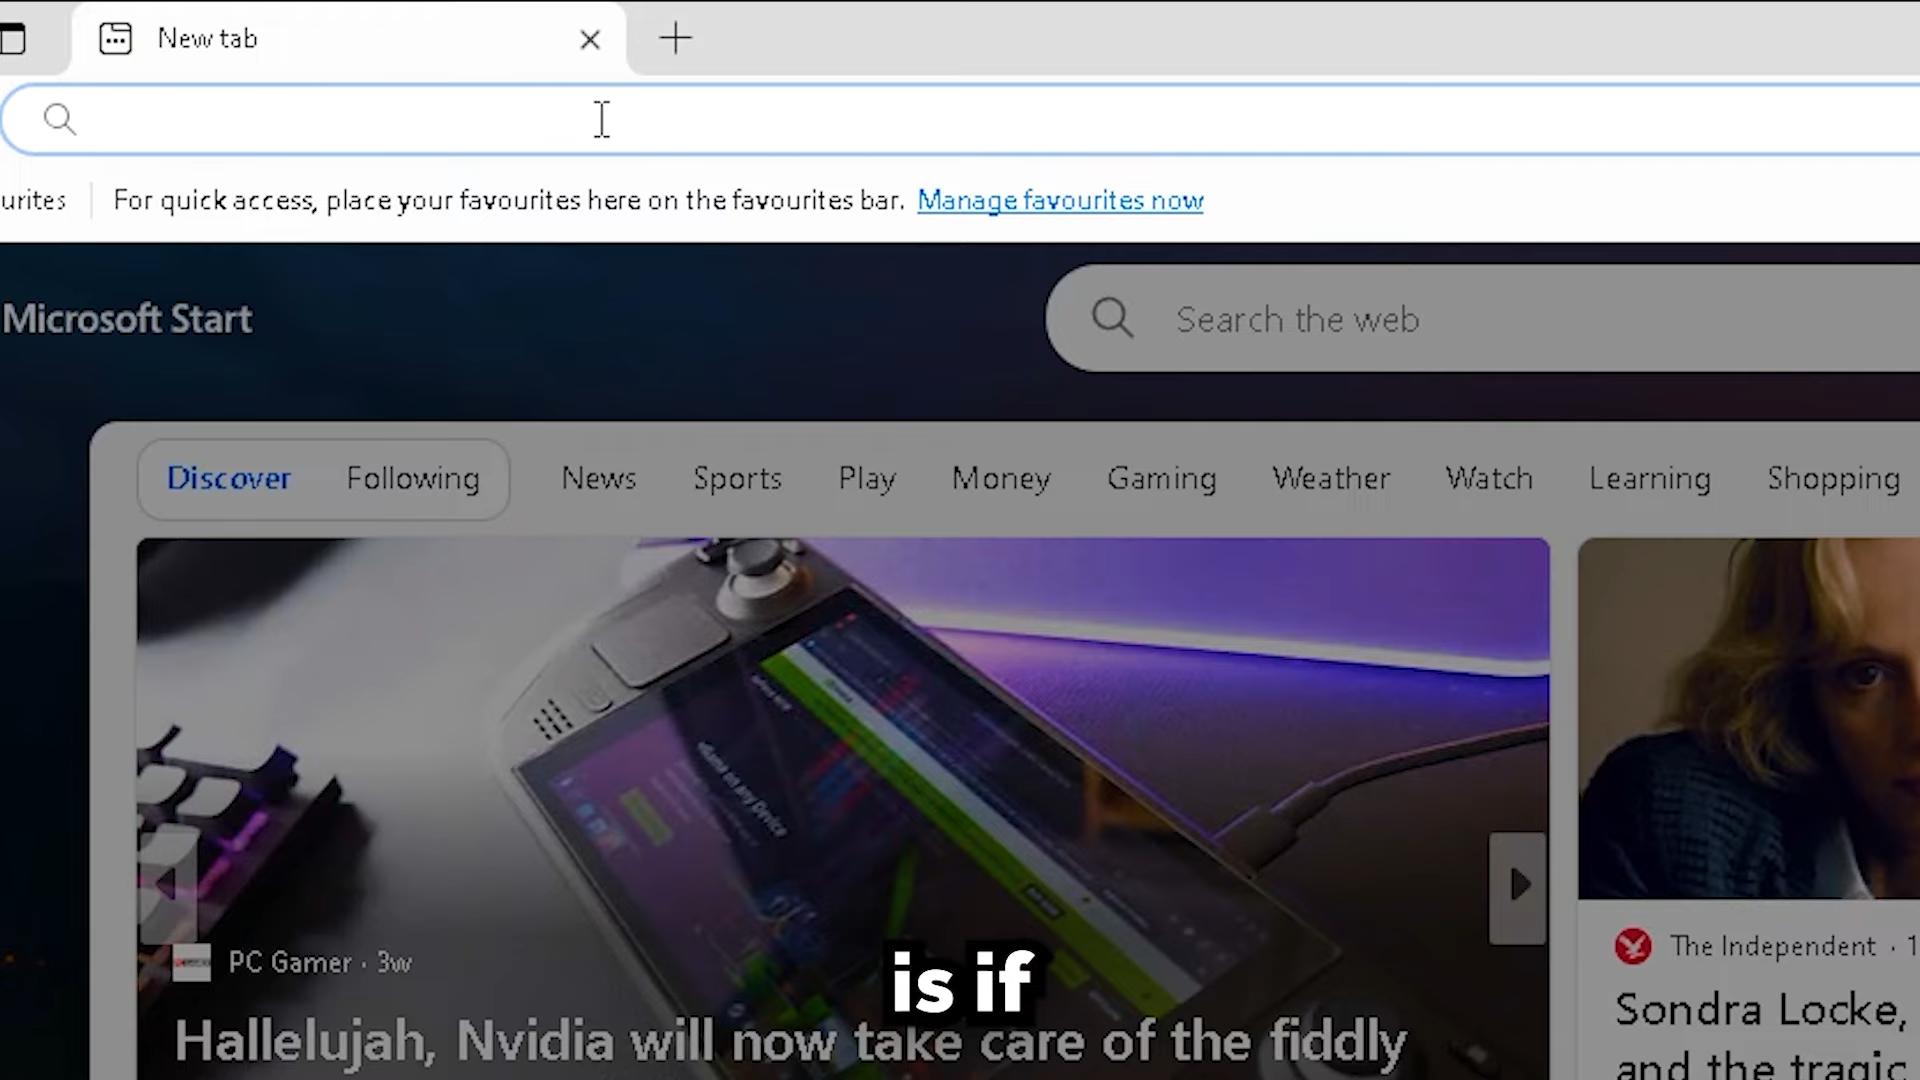 New tab
urites
For quick access, place your favourites here on the favourites bar. Manage favourites now
Microsoft Start
Search the web
Discover Following News Sports Play Money Gaming Weather Watch Learning Shopping
PC Gamer · 3w
Hallelujah, Nvidia will now take care of the fiddly
The Independent · 1
Sondra Locke,
and the tragic
is if